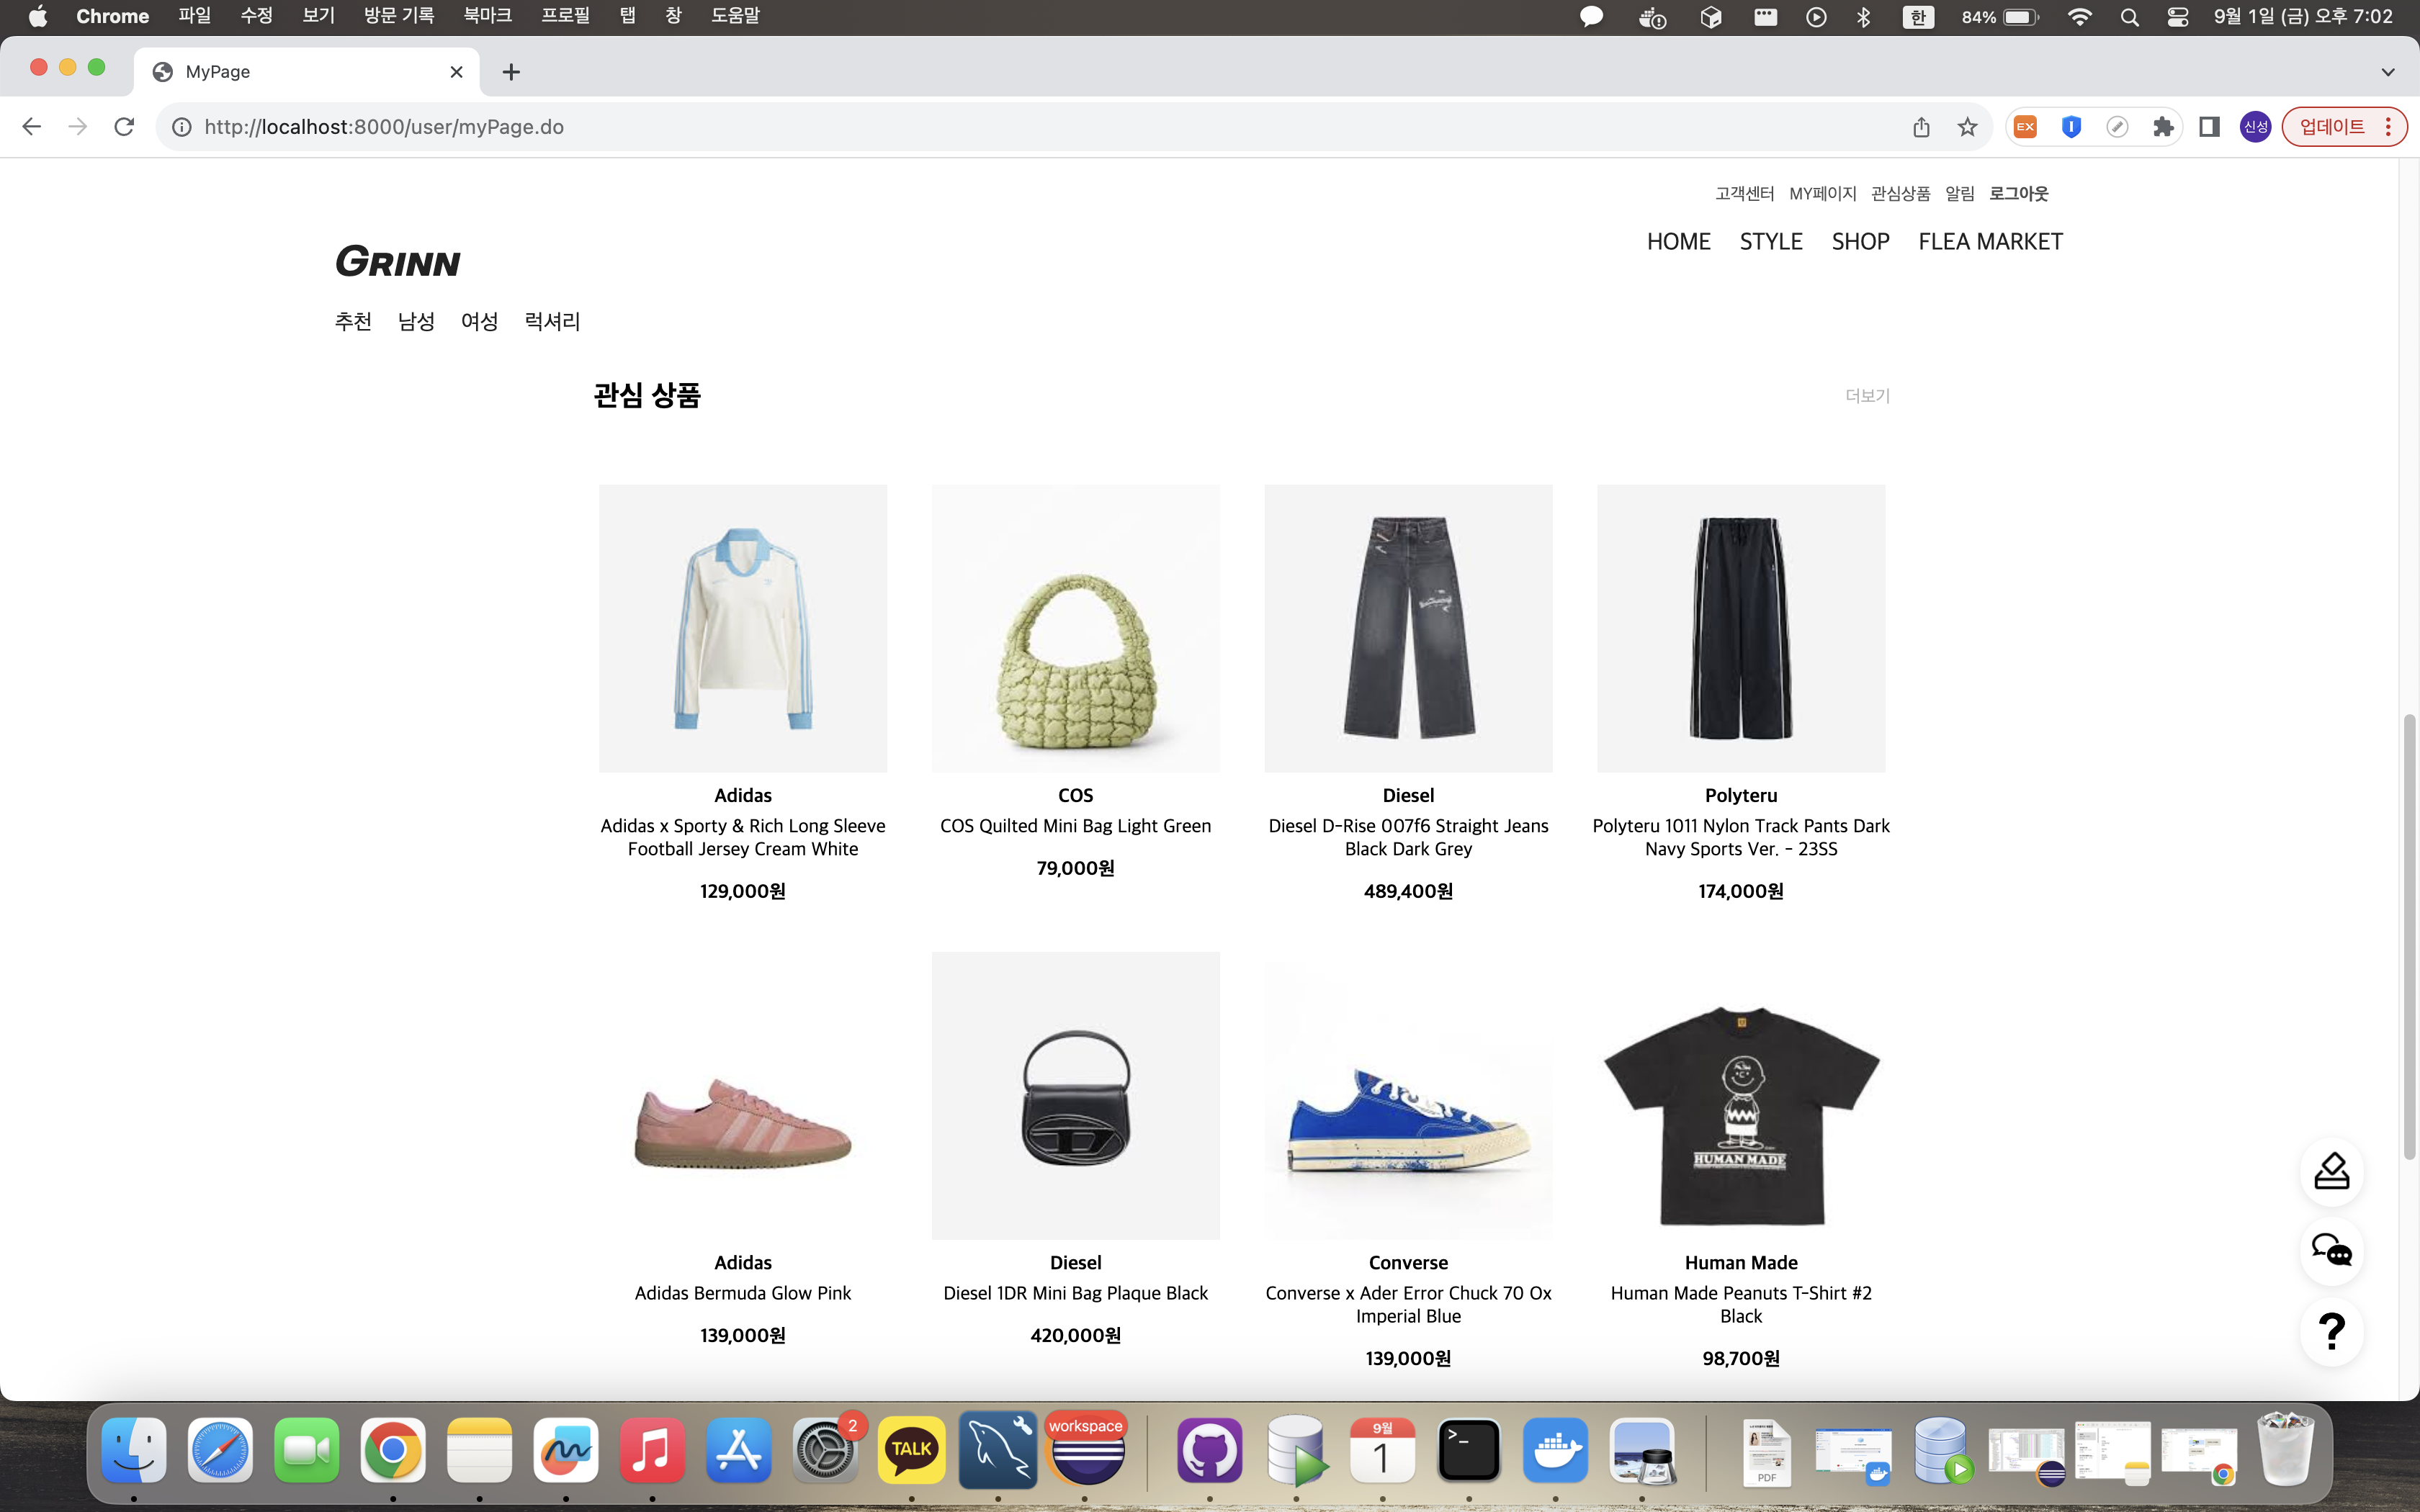 Chrome 파일 수정 보기 방문 기록 북마크 프로필 탭 창 도움말 한 84% 9월 1일 (금) 오후 7:02
MyPage
http://localhost:8000/user/myPage.do EX 신성 업데이트
고객센터 MY페이지 관심상품 알림 로그아웃
HOME STYLE SHOP FLEA MARKET
GRINN
추천 남성 여성 럭셔리
관심 상품 더보기
Adidas
Adidas x Sporty & Rich Long Sleeve
Football Jersey Cream White
129,000원
COS
COS Quilted Mini Bag Light Green
79,000원
Diesel
Diesel D-Rise 007f6 Straight Jeans
Black Dark Grey
489,400원
Polyteru
Polyteru 1011 Nylon Track Pants Dark
Navy Sports Ver. - 23SS
174,000원
HUMAN MADE
Adidas
Adidas Bermuda Glow Pink
139,000원
Diesel
Diesel 1DR Mini Bag Plaque Black
420,000원
Converse
Converse x Ader Error Chuck 70 Ox
Imperial Blue
139,000원
Human Made
Human Made Peanuts T-Shirt #2
Black
98,700원
?
2
TALK
workspace
9월
1
>_
PDF